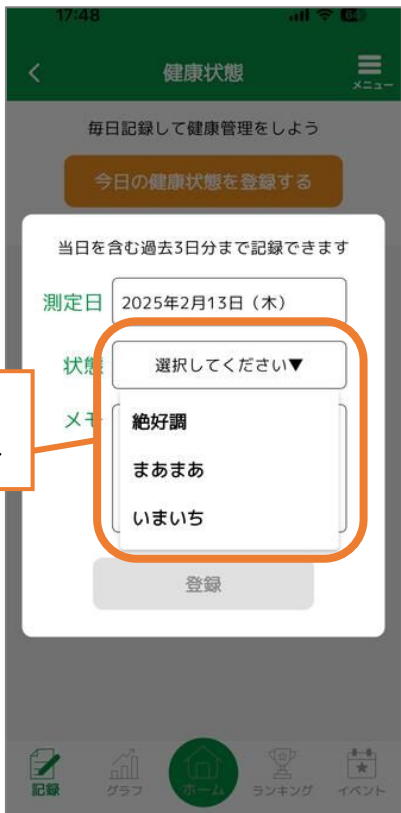 17:48
64
健康状態
メニュー
毎日記録して健康管理をしよう
今日の健康状態を登録する
当日を含む過去3日分まで記録できます
測定日
2025年2月13日（木）
状態
選択してください▼
メモ
絶好調
まあまあ
いまいち
登録
記録
グラフ
ホーム
ランキング
イベント